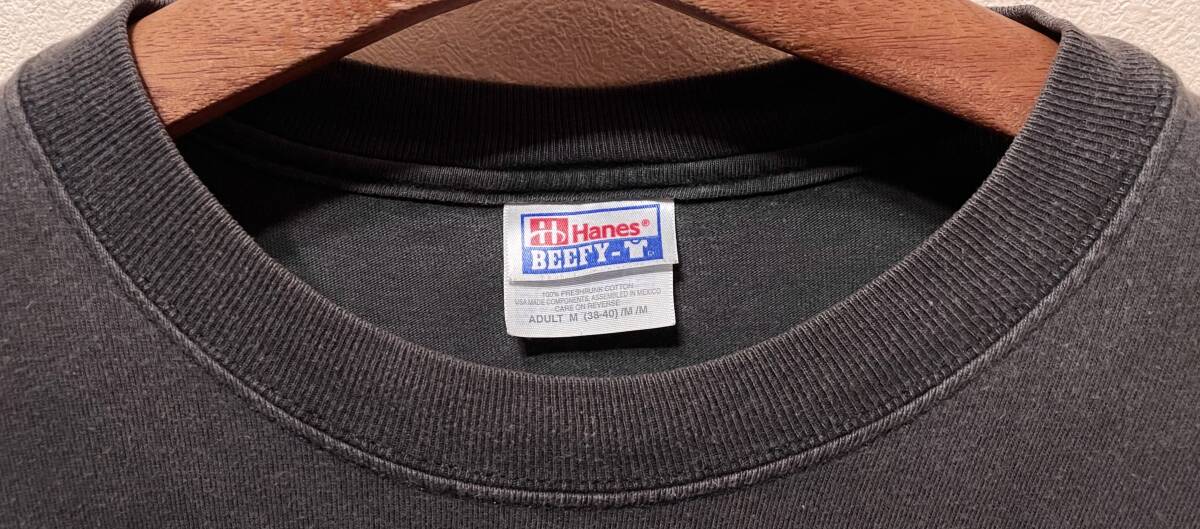 Hanes®
BEEFY-T
100% PRESHRUNK COTTON
USA MADE COMPONENTS, ASSEMBLED IN MEXICO
CARE ON REVERSE
ADULT M (38-40) /M /M